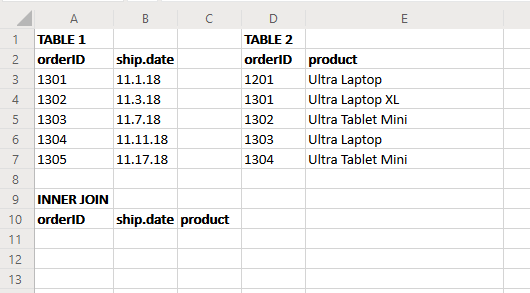 A B C D E
1 TABLE 1 TABLE 2
2 orderID ship.date orderID product
3 1301 11.1.18 1201 Ultra Laptop
4 1302 11.3.18 1301 Ultra Laptop XL
5 1303 11.7.18 1302 Ultra Tablet Mini
6 1304 11.11.18 1303 Ultra Laptop
7 1305 11.17.18 1304 Ultra Tablet Mini
8
9 INNER JOIN
10 orderID ship.date product
11
12
13